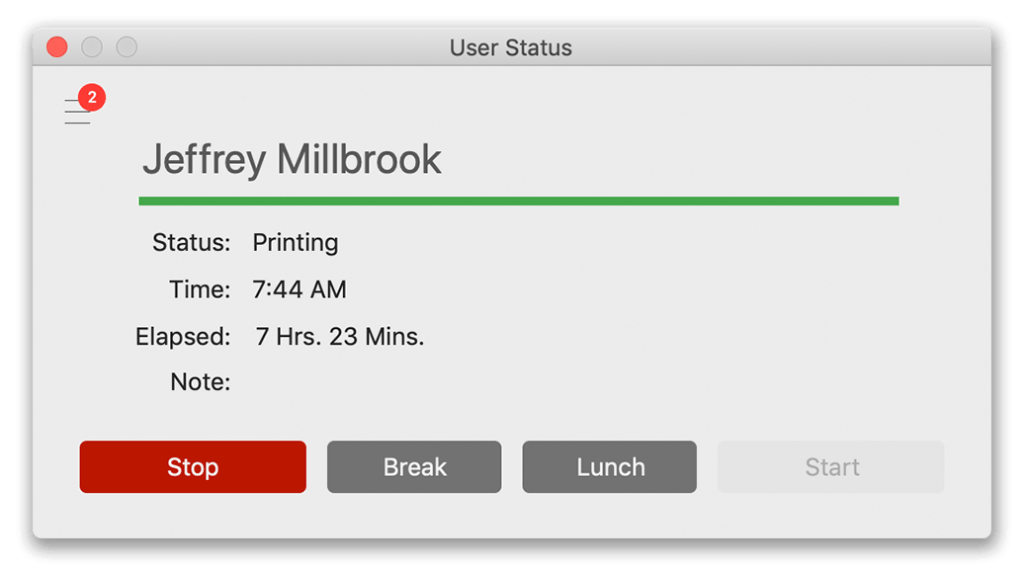 User Status
2
Jeffrey Millbrook
Status: Printing
Time: 7:44 AM
Elapsed: 7 Hrs. 23 Mins.
Note:
Stop Break Lunch Start